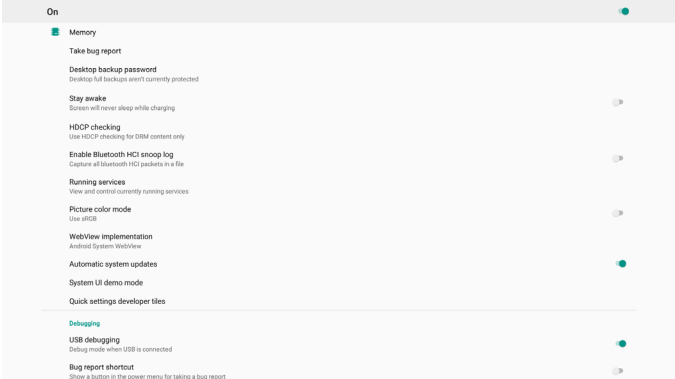 On
Memory
Take bug report
Desktop backup password
Desktop full backups aren't currently protected
Stay awake
Screen will never sleep while charging
HDCP checking
Use HDCP checking for DRM content only
Enable Bluetooth HCI snoop log
Capture all bluetooth HCI packets in a file
Running services
View and control currently running services
Picture color mode
Use sRGB
WebView implementation
Android System WebView
Automatic system updates
System UI demo mode
Quick settings developer tiles
Debugging
USB debugging
Debug mode when USB is connected
Bug report shortcut
Show a button in the power menu for taking a bug report